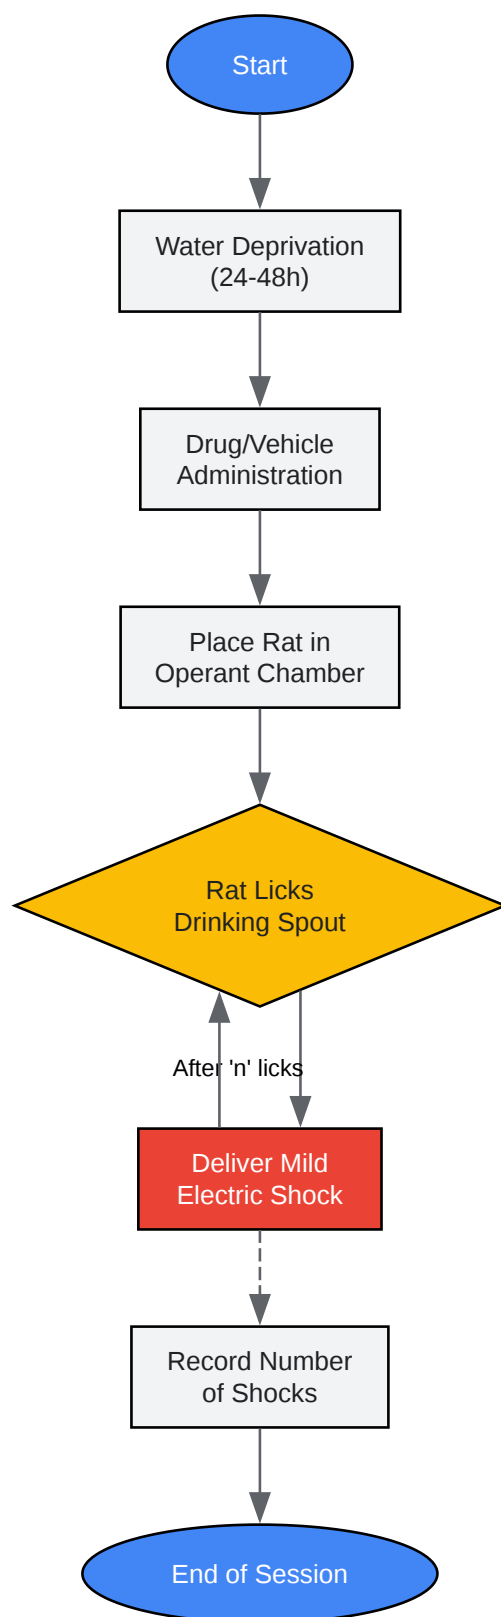 Start
Water Deprivation
(24-48h)
Drug/Vehicle
Administration
Place Rat in
Operant Chamber
Rat Licks
Drinking Spout
After 'n' licks
Deliver Mild
Electric Shock
Record Number
of Shocks
End of Session